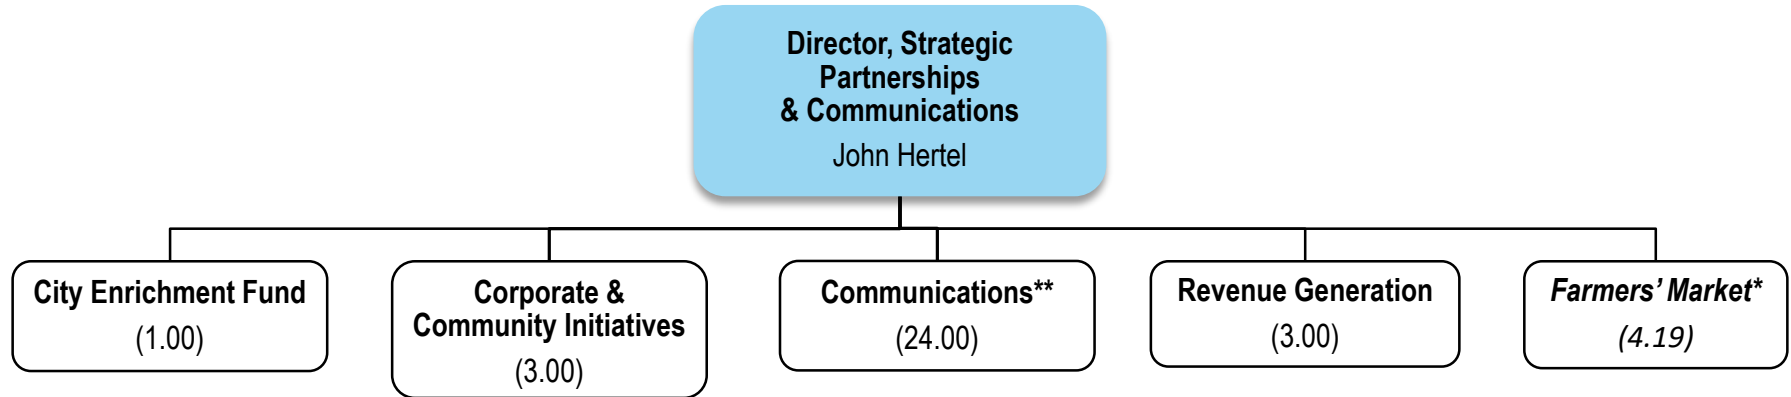 Director, Strategic
Partnerships
& Communications
John Hertel
City Enrichment Fund
(1.00)
Corporate &
Community Initiatives
(3.00)
Communications**
(24.00)
Revenue Generation
(3.00)
Farmers’ Market*
(4.19)